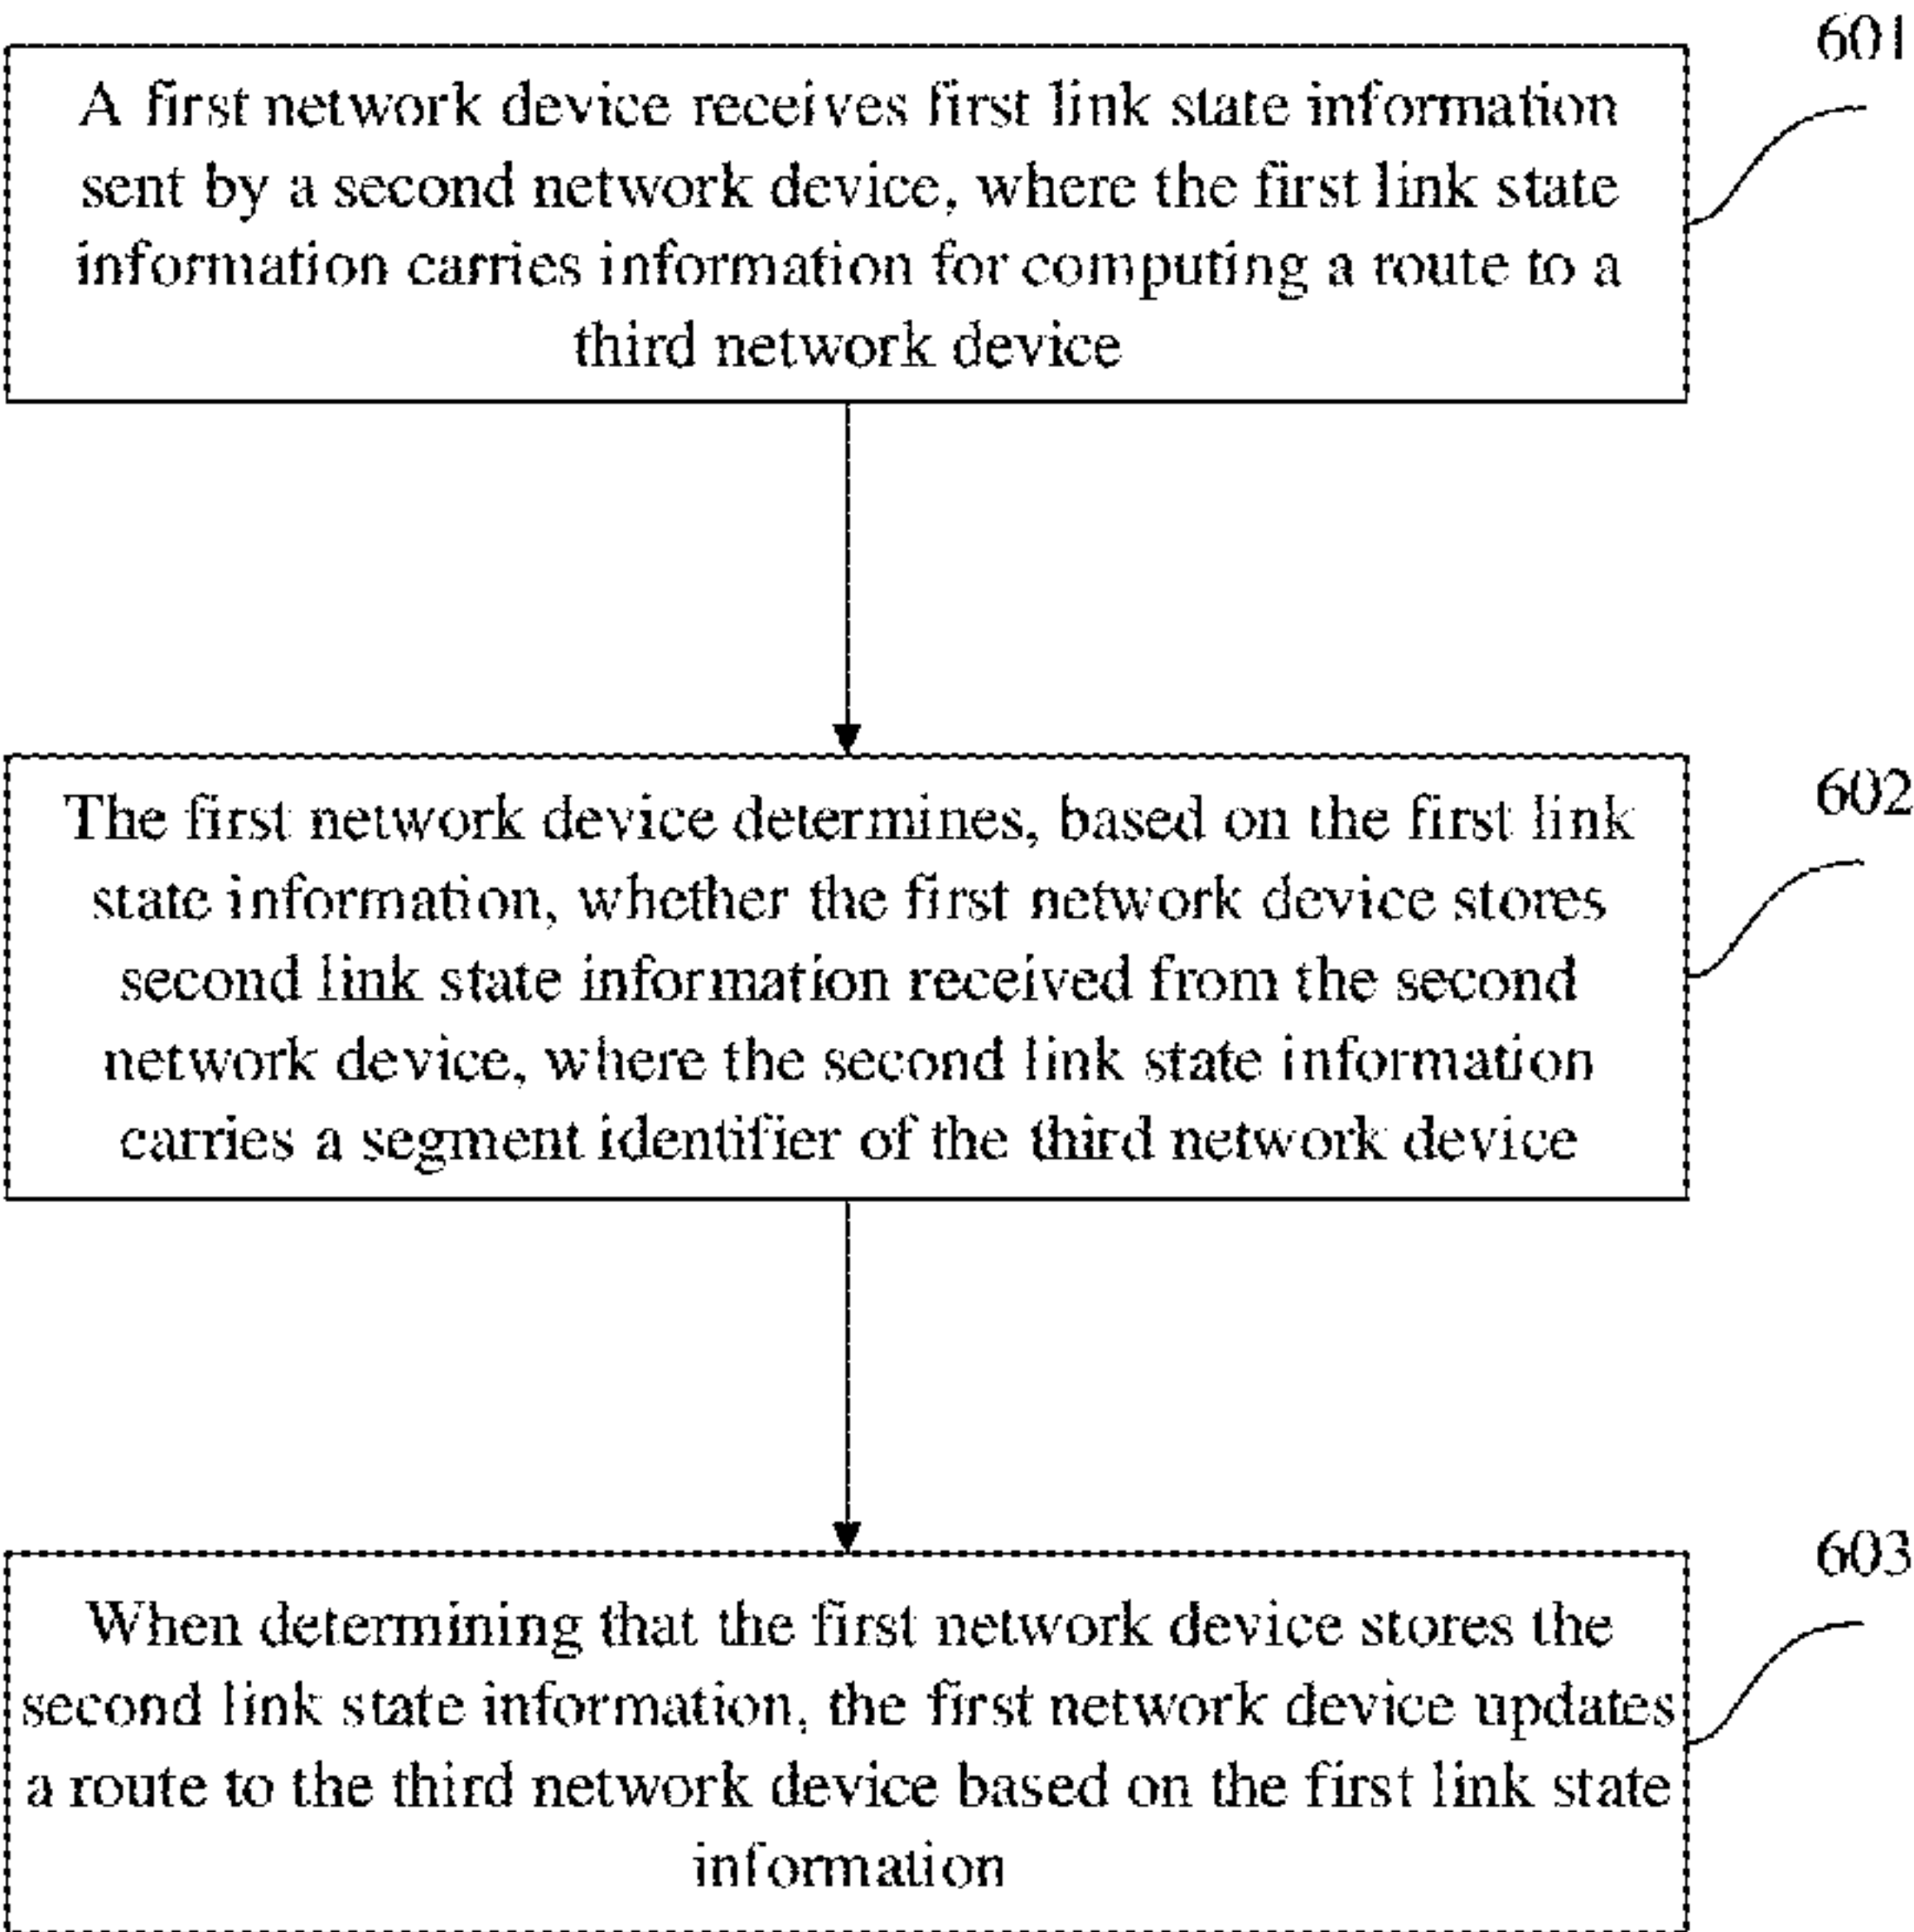 601
A first network device receives first link state information
sent by a second network device, where the first link state
information carries information for computing a route to a
third network device
602
The first network device determines, based on the first link
state information, whether the first network device stores
second link state information received from the second
network device, where the second link state information
carries a segment identifier of the third network device
603
When determining that the first network device stores the
second link state information, the first network device updates
a route to the third network device based on the first link state
information